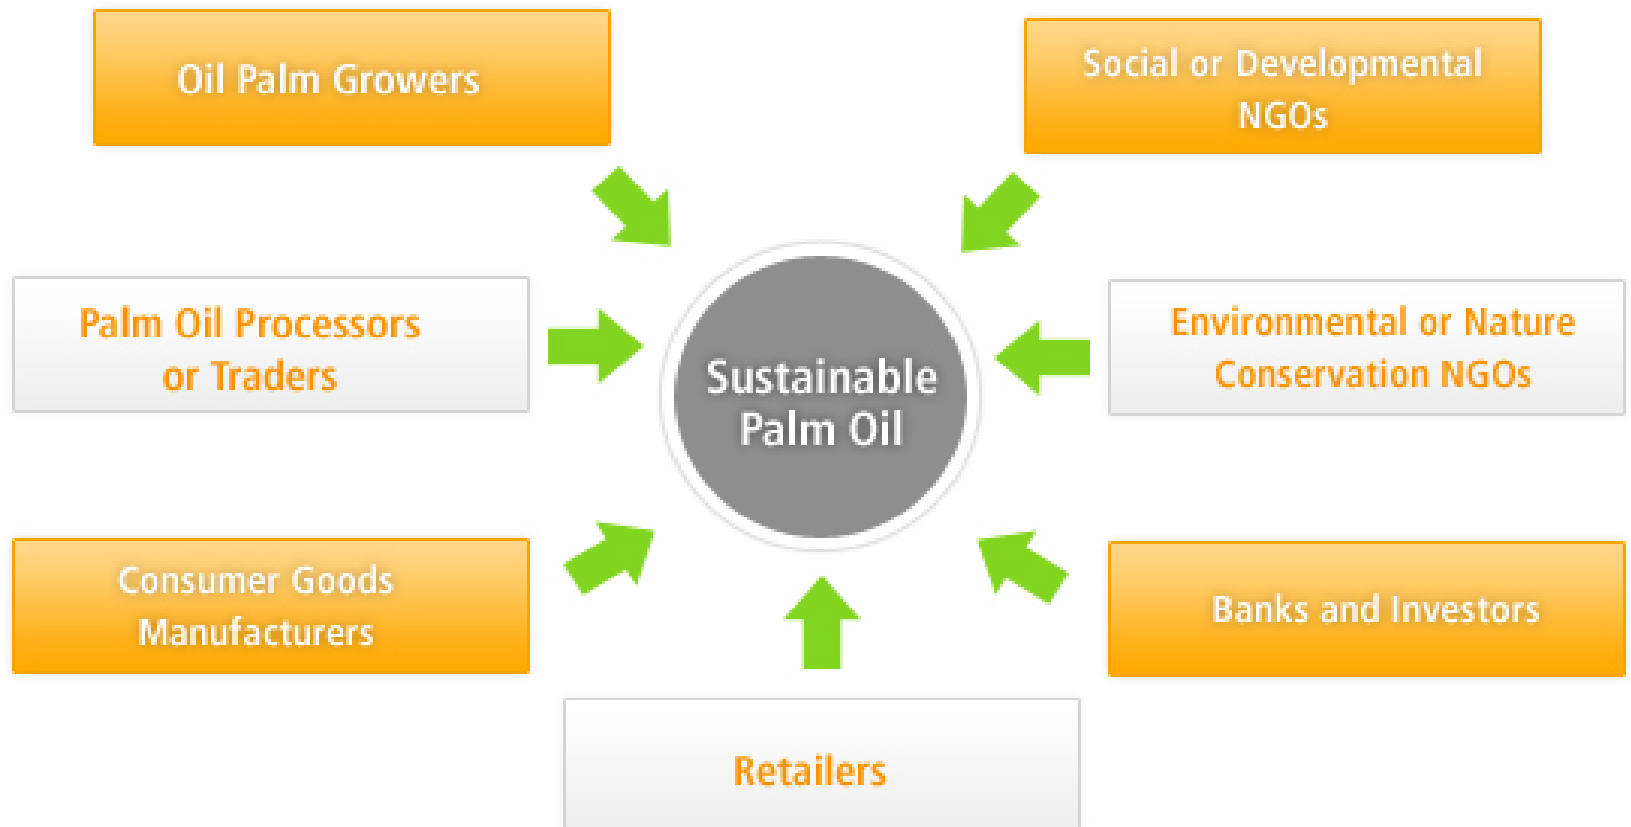 Oil Palm Growers
Social or Developmental
NGOs
Palm Oil Processors
or Traders
Sustainable
Palm Oil
Environmental or Nature
Conservation NGOs
Consumer Goods
Manufacturers
Banks and Investors
Retailers